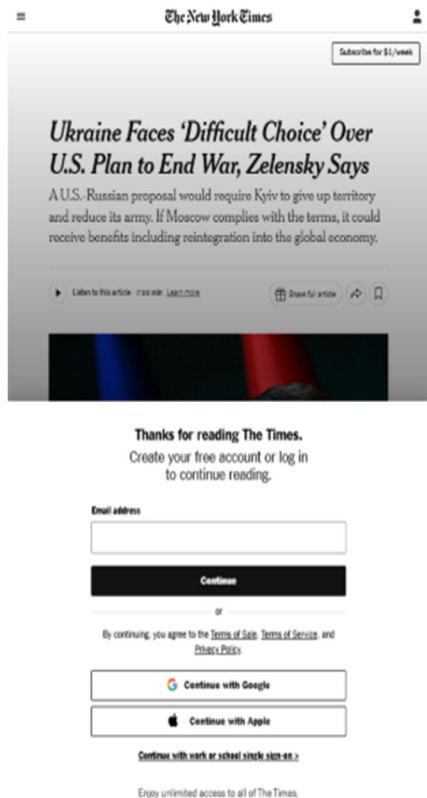 The New York Times
Subscribe for $1/week
Ukraine Faces ‘Difficult Choice’ Over
U.S. Plan to End War, Zelensky Says
A U.S.-Russian proposal would require Kyiv to give up territory
and reduce its army. If Moscow complies with the terms, it could
receive benefits including reintegration into the global economy.
Listen to this article · min Learn more
Share full article
Thanks for reading The Times.
Create your free account or log in
to continue reading.
Email address
Continue
or
By continuing, you agree to the Terms of Sale, Terms of Service, and
Privacy Policy.
Continue with Google
Continue with Apple
Continue with work or school single sign-on >
Enjoy unlimited access to all of The Times.